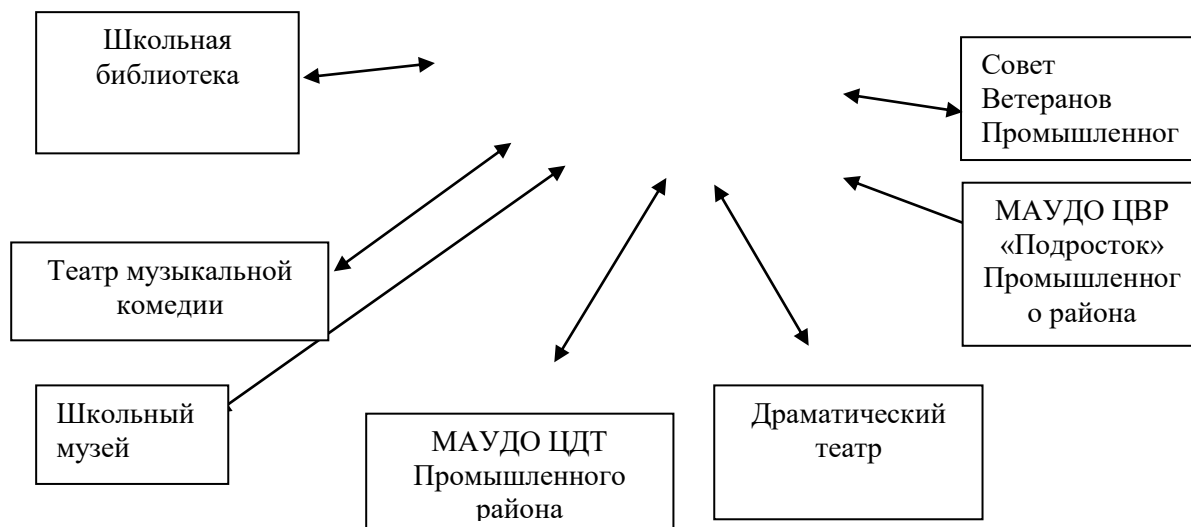 Школьная
библиотека
Совет
Ветеранов
Промышленног
МАУДО ЦВР
«Подросток»
Промышленног
о района
Театр музыкальной
комедии
Школьный
музей
МАУДО ЦДТ
Промышленного
района
Драматический
театр